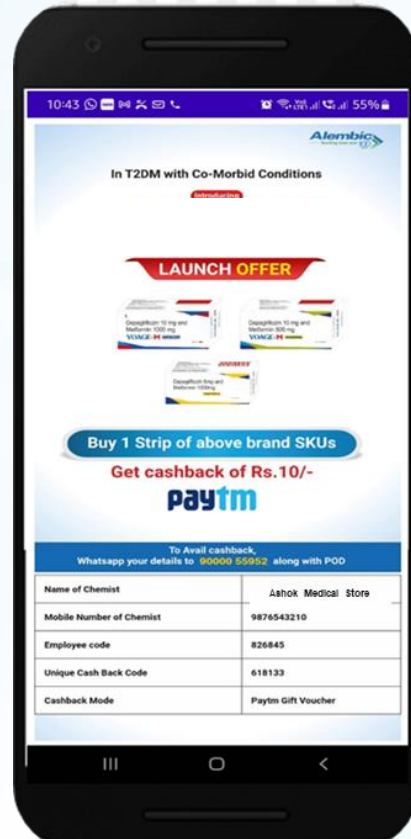 10:43
55%
Alembic
In T2DM with Co-Morbid Conditions
Introducing
LAUNCH OFFER
Dapagliflozin 10 mg and
Metformin 1000 mg
Dapagliflozin 10 mg and
Metformin 500 mg
Dapagliflozin 5mg and
Metformin 1000mg
Buy 1 Strip of above brand SKUs
Get cashback of Rs.10/-
paytm
To Avail cashback,
Whatsapp your details to 90000 55952 along with POD
Name of Chemist Ashok Medical Store
Mobile Number of Chemist 9876543210
Employee code 826845
Unique Cash Back Code 618133
Cashback Mode Paytm Gift Voucher